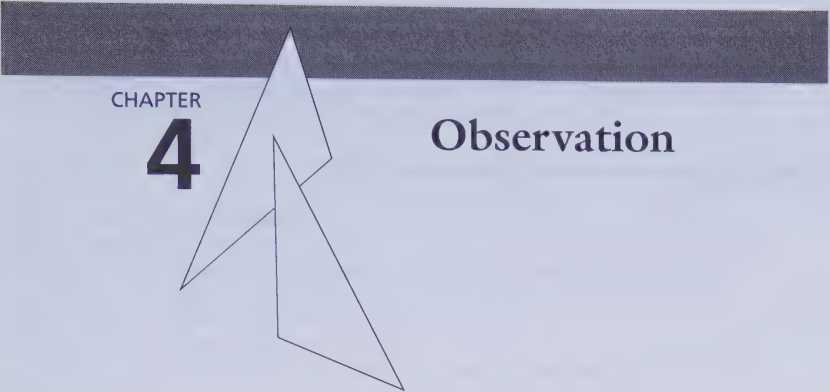 CHAPTER
4
Observation